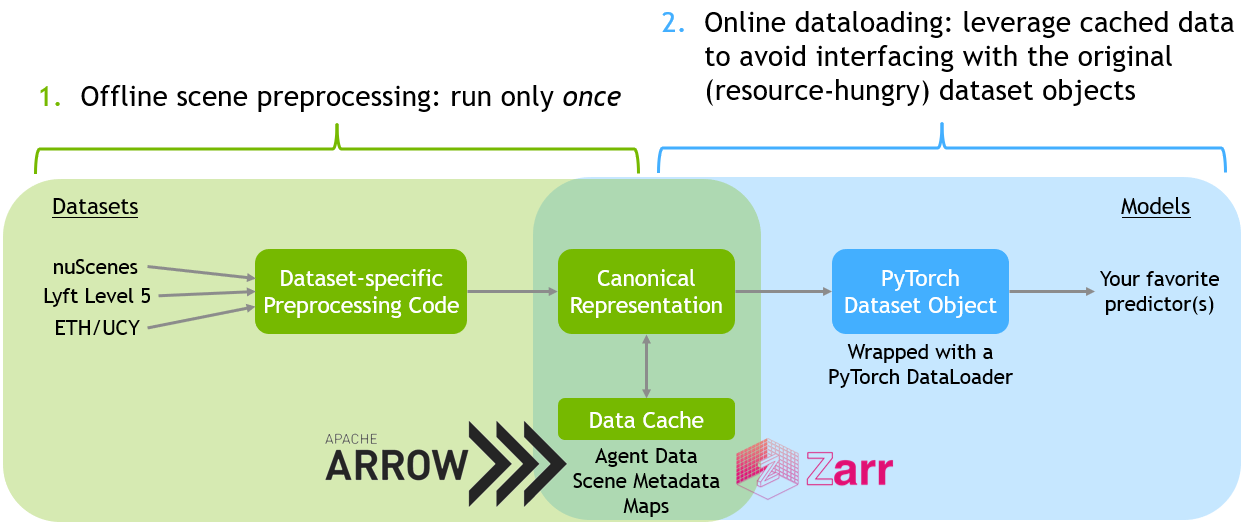 2. Online dataloading: leverage cached data
to avoid interfacing with the original
(resource-hungry) dataset objects
1. Offline scene preprocessing: run only once
Datasets
Models
nuScenes
Lyft Level 5
ETH/UCY
Dataset-specific
Preprocessing Code
Canonical
Representation
PyTorch
Dataset Object
Your favorite
predictor(s)
Wrapped with a
PyTorch DataLoader
Data Cache
Agent Data
Scene Metadata
Maps
APACHE
ARROW
Zarr